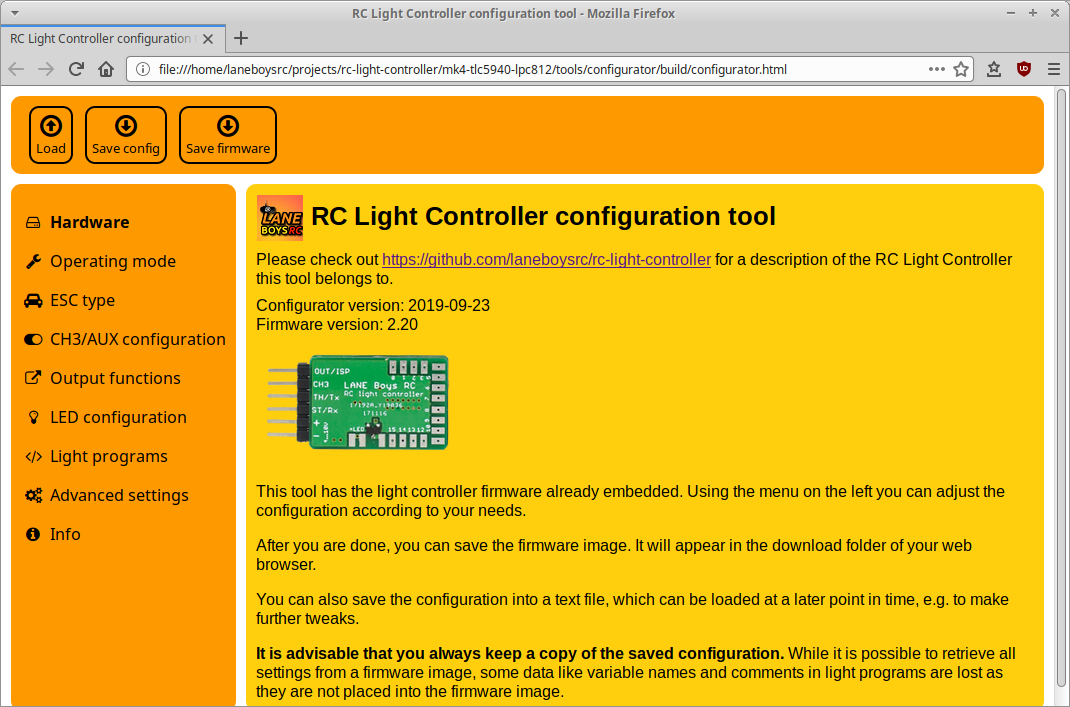 RC Light Controller configuration tool - Mozilla Firefox
RC Light Controller configuration
file:///home/laneboysrc/projects/rc-light-controller/mk4-tlc5940-lpc812/tools/configurator/build/configurator.html
Load
Save config
Save firmware
Hardware
Operating mode
ESC type
CH3/AUX configuration
Output functions
LED configuration
Light programs
Advanced settings
Info
LANE
BOYSRC
RC Light Controller configuration tool
Please check out https://github.com/laneboysrc/rc-light-controller for a description of the RC Light Controller
this tool belongs to.
Configurator version: 2019-09-23
Firmware version: 2.20
OUT/ISP
CH3
TH/Tx
ST/Rx
+
-
LANE Boys RC
RC light controller
171116
+LED
15 14 13 12
This tool has the light controller firmware already embedded. Using the menu on the left you can adjust the
configuration according to your needs.
After you are done, you can save the firmware image. It will appear in the download folder of your web
browser.
You can also save the configuration into a text file, which can be loaded at a later point in time, e.g. to make
further tweaks.
It is advisable that you always keep a copy of the saved configuration. While it is possible to retrieve all
settings from a firmware image, some data like variable names and comments in light programs are lost as
they are not placed into the firmware image.